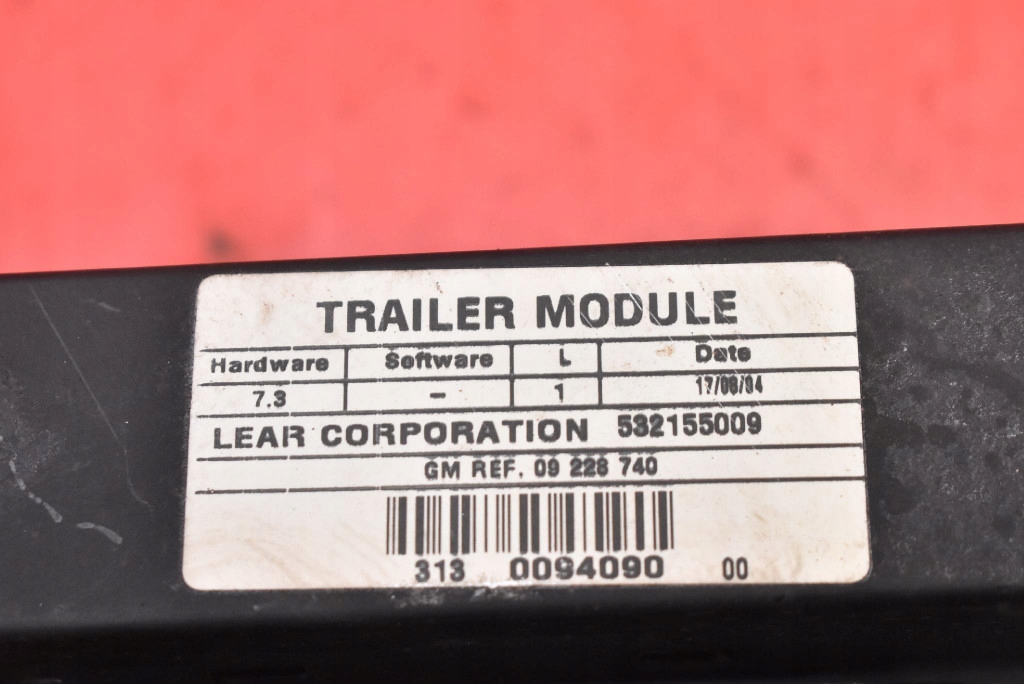 TRAILER MODULE
Hardware Software L Date
7.3 - 1 17/08/04
LEAR CORPORATION 532155009
GM REF. 09 228 740
313 0094090 00